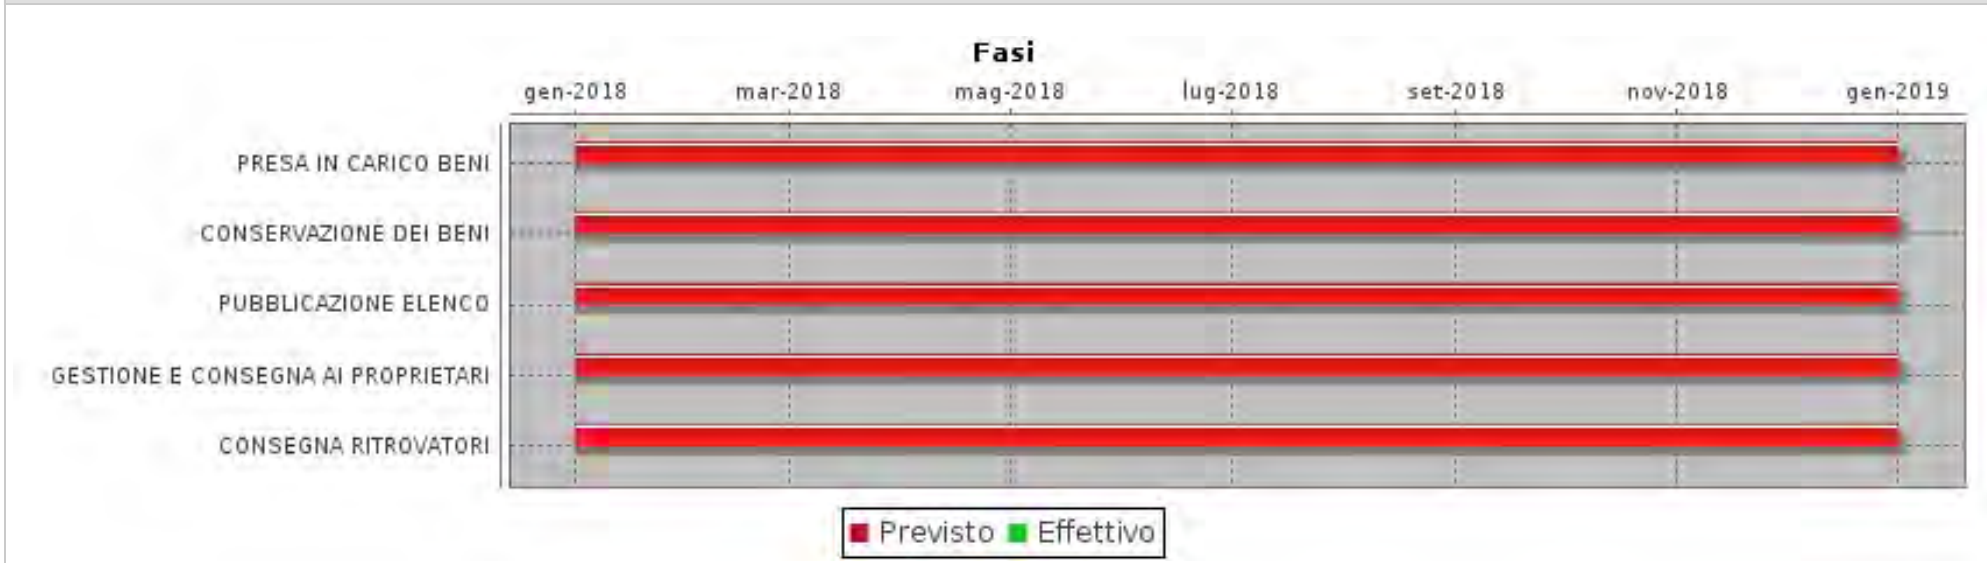 Fasi
gen-2018 mar-2018 mag-2018 lug-2018 set-2018 nov-2018 gen-2019
PRESA IN CARICO BENI
CONSERVAZIONE DEI BENI
PUBBLICAZIONE ELENCO
GESTIONE E CONSEGNA AI PROPRIETARI
CONSEGNA RITROVATORI
Previsto Effettivo